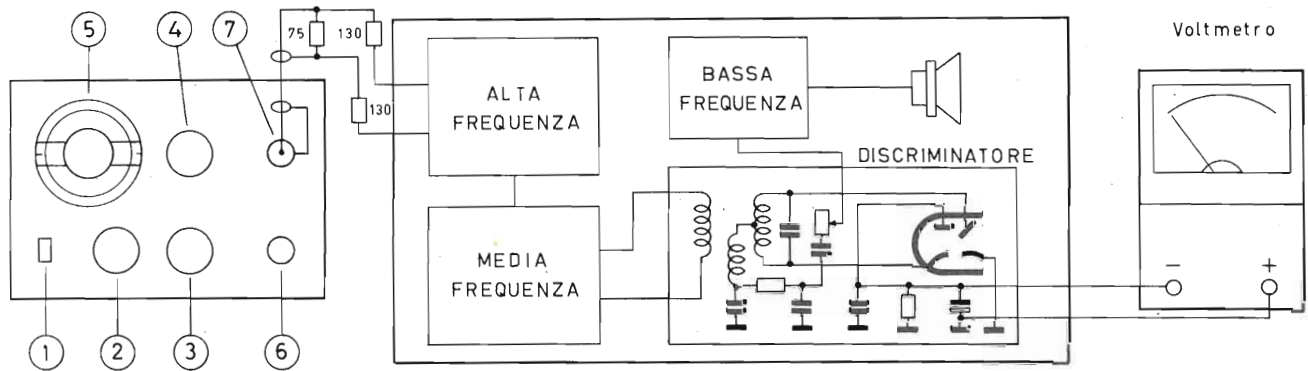 5
4
7
75
130
130
ALTA
FREQUENZA
BASSA
FREQUENZA
Voltmetro
DISCRIMINATORE
MEDIA
FREQUENZA
− +
1
2
3
6